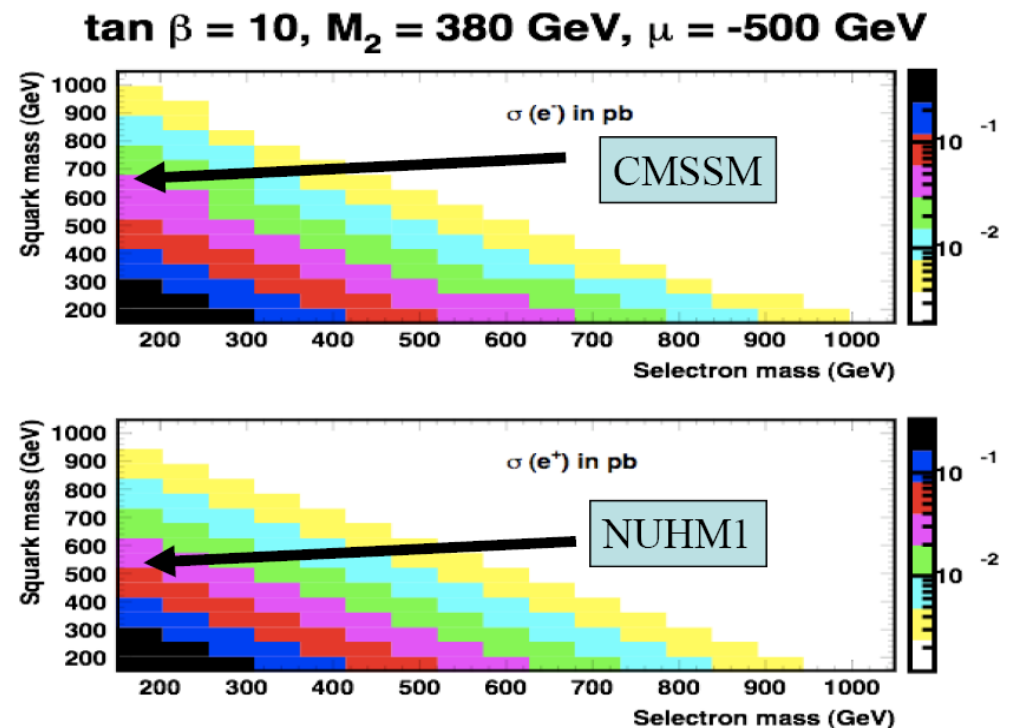 tan β = 10, M₂ = 380 GeV, μ = -500 GeV
Squark mass (GeV)
1000
900
800
700
600
500
400
300
200
σ (e⁻) in pb
CMSSM
10 -1
10 -2
200 300 400 500 600 700 800 900 1000
Selectron mass (GeV)
Squark mass (GeV)
1000
900
800
700
600
500
400
300
200
σ (e⁺) in pb
NUHM1
10 -1
10 -2
200 300 400 500 600 700 800 900 1000
Selectron mass (GeV)